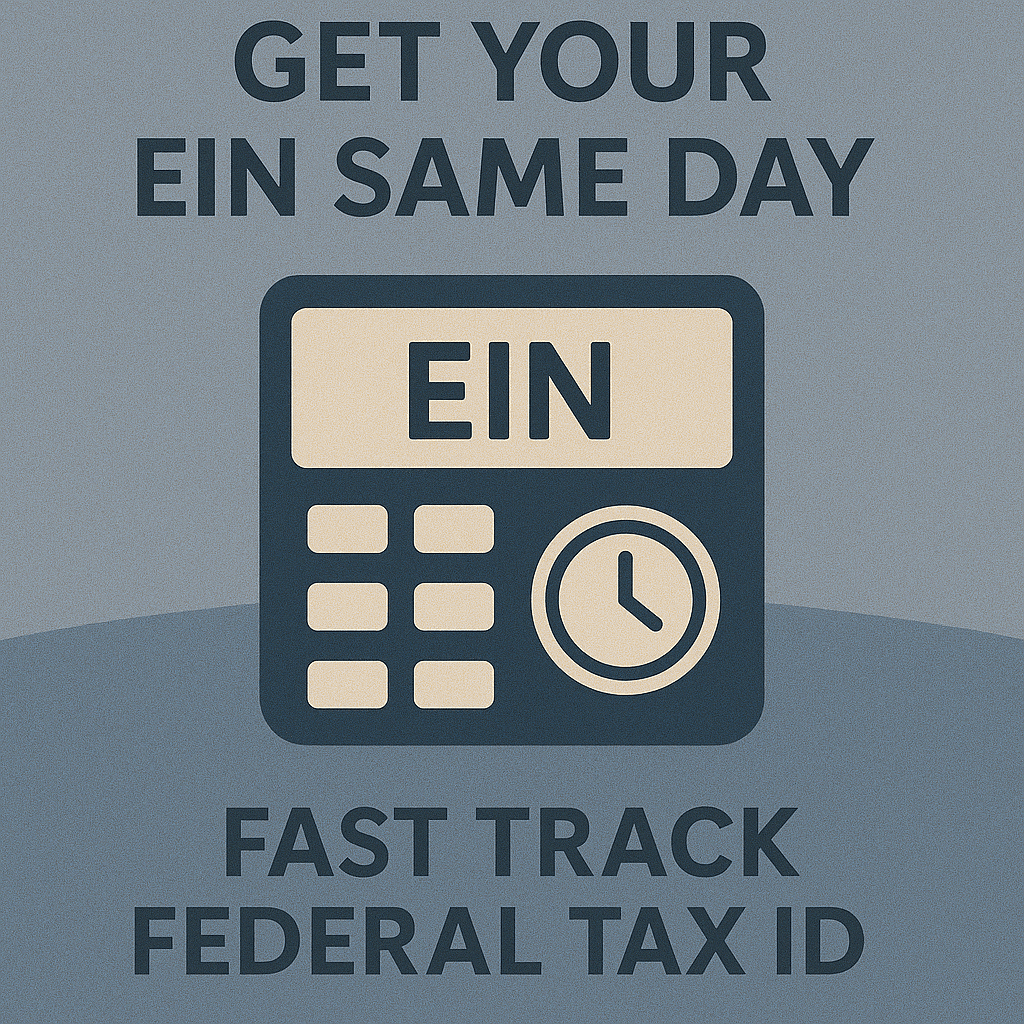 GET YOUR
EIN SAME DAY
EIN
FAST TRACK
FEDERAL TAX ID